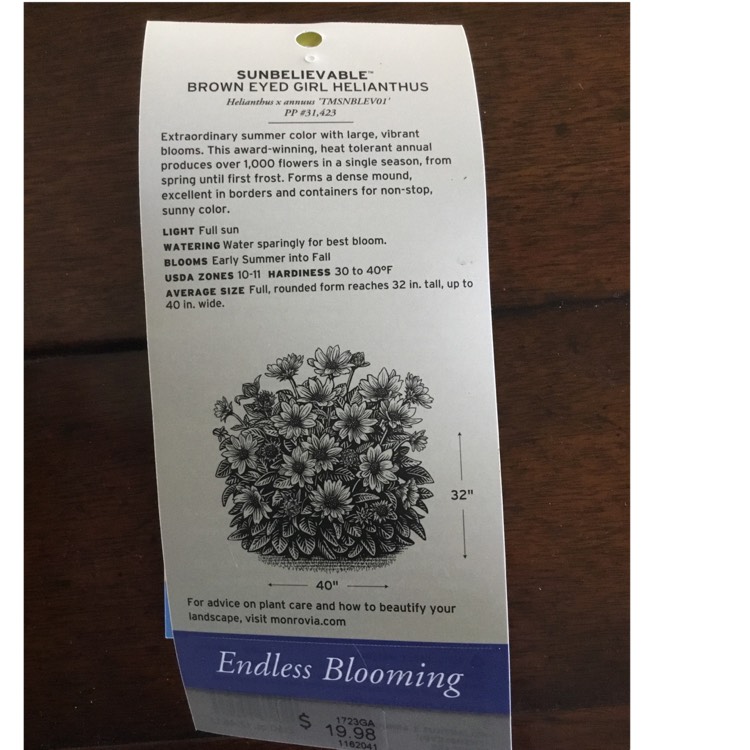 SUNBELIEVABLE™
BROWN EYED GIRL HELIANTHUS
Helianthus x annuus 'TMSNBLEV01'
PP #31,423
Extraordinary summer color with large, vibrant
blooms. This award-winning, heat tolerant annual
produces over 1,000 flowers in a single season, from
spring until first frost. Forms a dense mound,
excellent in borders and containers for non-stop,
sunny color.
LIGHT Full sun
WATERING Water sparingly for best bloom.
BLOOMS Early Summer into Fall
USDA ZONES 10-11 HARDINESS 30 to 40°F
AVERAGE SIZE Full, rounded form reaches 32 in. tall, up to
40 in. wide.
32"
40"
For advice on plant care and how to beautify your
landscape, visit monrovia.com
Endless Blooming
1723GA
$ 19.98
1162041